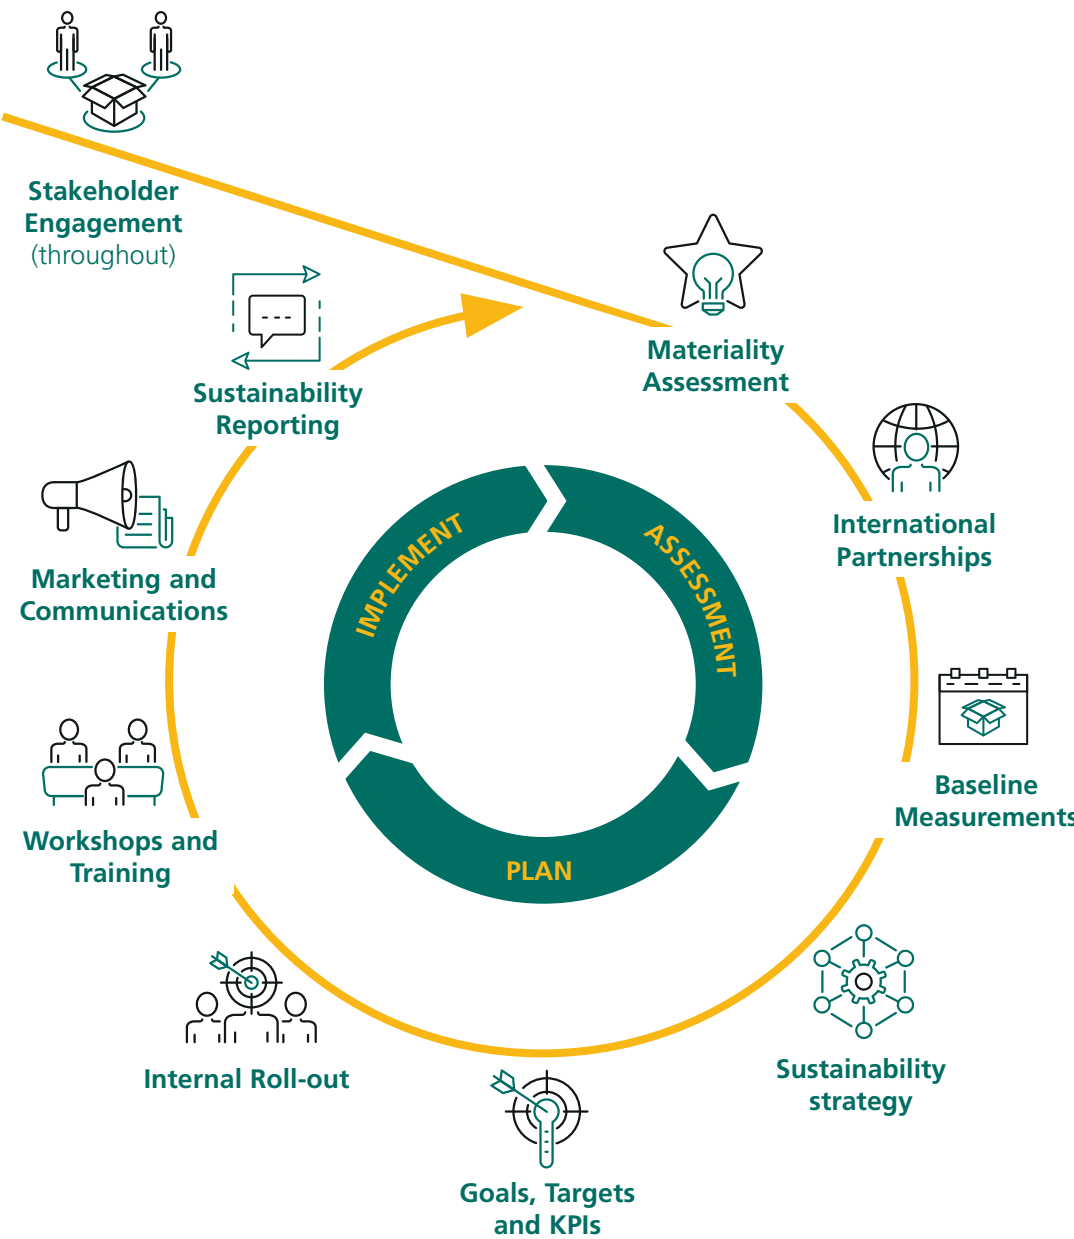 Stakeholder
Engagement
(throughout)
Materiality
Assessment
International
Partnerships
Baseline
Measurements
Sustainability
strategy
Goals, Targets
and KPIs
Internal Roll-out
Workshops and
Training
Marketing and
Communications
Sustainability
Reporting
ASSESSMENT
PLAN
IMPLEMENT